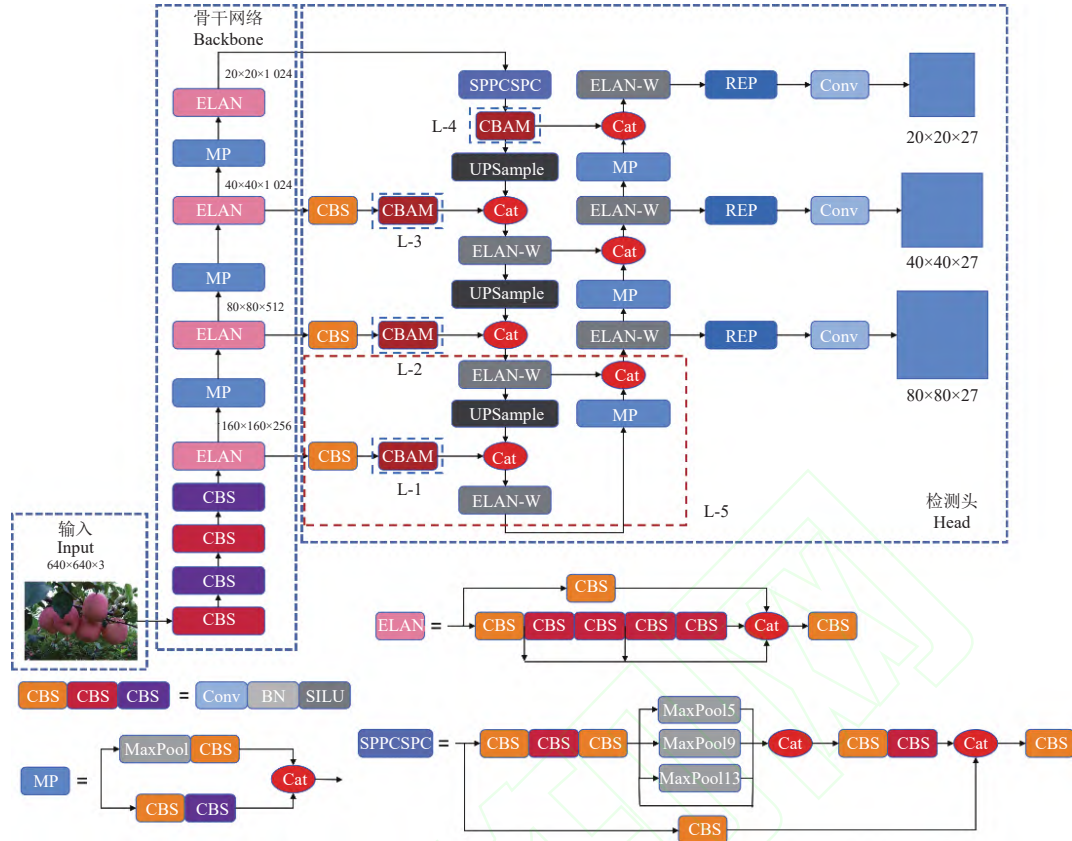 骨干网络
Backbone
20×20×1 024
ELAN
MP
40×40×1 024
ELAN
MP
80×80×512
ELAN
MP
160×160×256
ELAN
CBS
CBS
CBS
CBS
输入
Input
640×640×3
SPPCSPC
L-4
CBAM
UPSample
CBS
CBAM
Cat
L-3
ELAN-W
UPSample
CBS
CBAM
Cat
L-2
ELAN-W
UPSample
CBS
CBAM
Cat
L-1
ELAN-W
L-5
ELAN-W
REP
Conv
20×20×27
Cat
MP
ELAN-W
REP
Conv
40×40×27
Cat
MP
ELAN-W
REP
Conv
80×80×27
Cat
MP
检测头
Head
CBS
ELAN = CBS CBS CBS CBS CBS Cat CBS
CBS CBS CBS = Conv BN SILU
MaxPool CBS
MP = Cat
CBS CBS
MaxPool5
SPPCSPC = CBS CBS CBS MaxPool9 Cat CBS CBS Cat CBS
MaxPool13
CBS